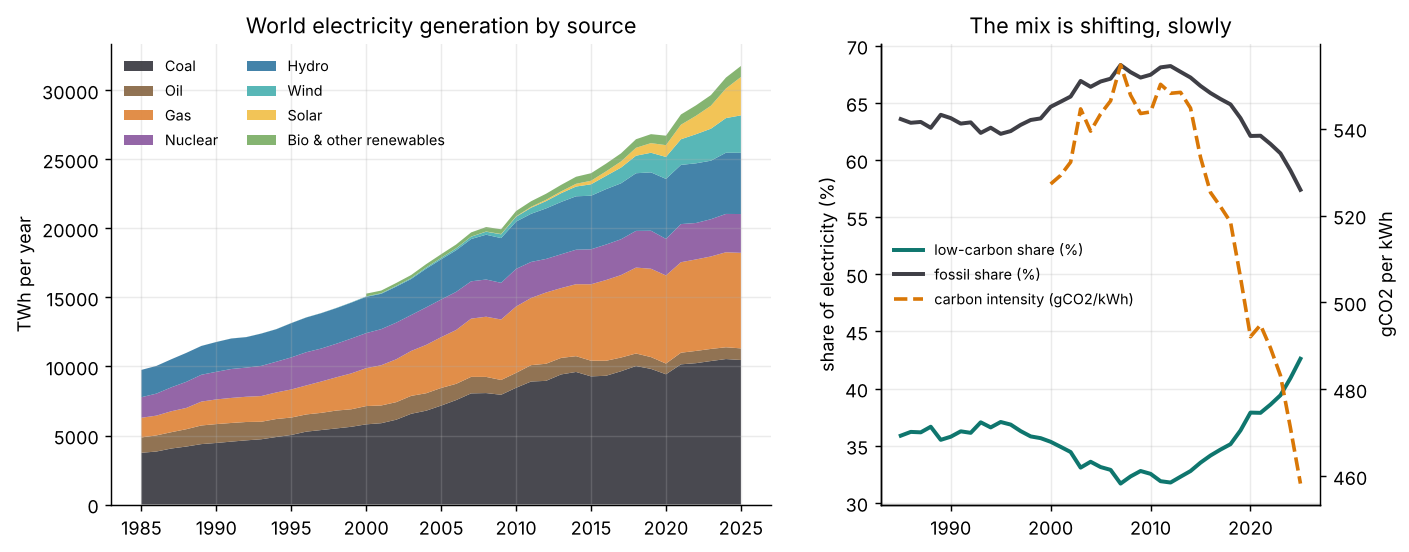 World electricity generation by source
Coal
Oil
Gas
Nuclear
Hydro
Wind
Solar
Bio & other renewables
TWh per year
30000
25000
20000
15000
10000
5000
0
1985
1990
1995
2000
2005
2010
2015
2020
2025
The mix is shifting, slowly
share of electricity (%)
70
65
60
55
50
45
40
35
30
low-carbon share (%)
fossil share (%)
carbon intensity (gCO2/kWh)
1990
2000
2010
2020
540
520
500
480
460
gCO2 per kWh